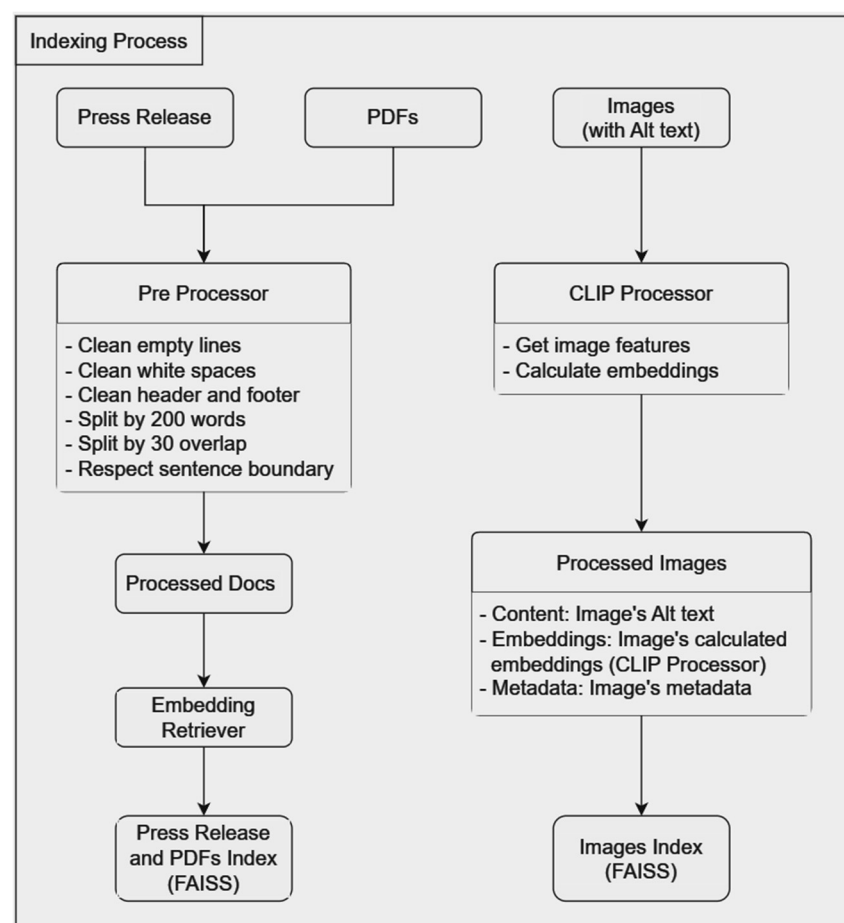 Indexing Process
Press Release
PDFs
Images
(with Alt text)
Pre Processor
- Clean empty lines
- Clean white spaces
- Clean header and footer
- Split by 200 words
- Split by 30 overlap
- Respect sentence boundary
CLIP Processor
- Get image features
- Calculate embeddings
Processed Docs
Processed Images
- Content: Image's Alt text
- Embeddings: Image's calculated
embeddings (CLIP Processor)
- Metadata: Image's metadata
Embedding
Retriever
Press Release
and PDFs Index
(FAISS)
Images Index
(FAISS)